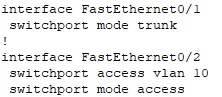 interface FastEthernet0/1
 switchport mode trunk
!
interface FastEthernet0/2
 switchport access vlan 10
 switchport mode access